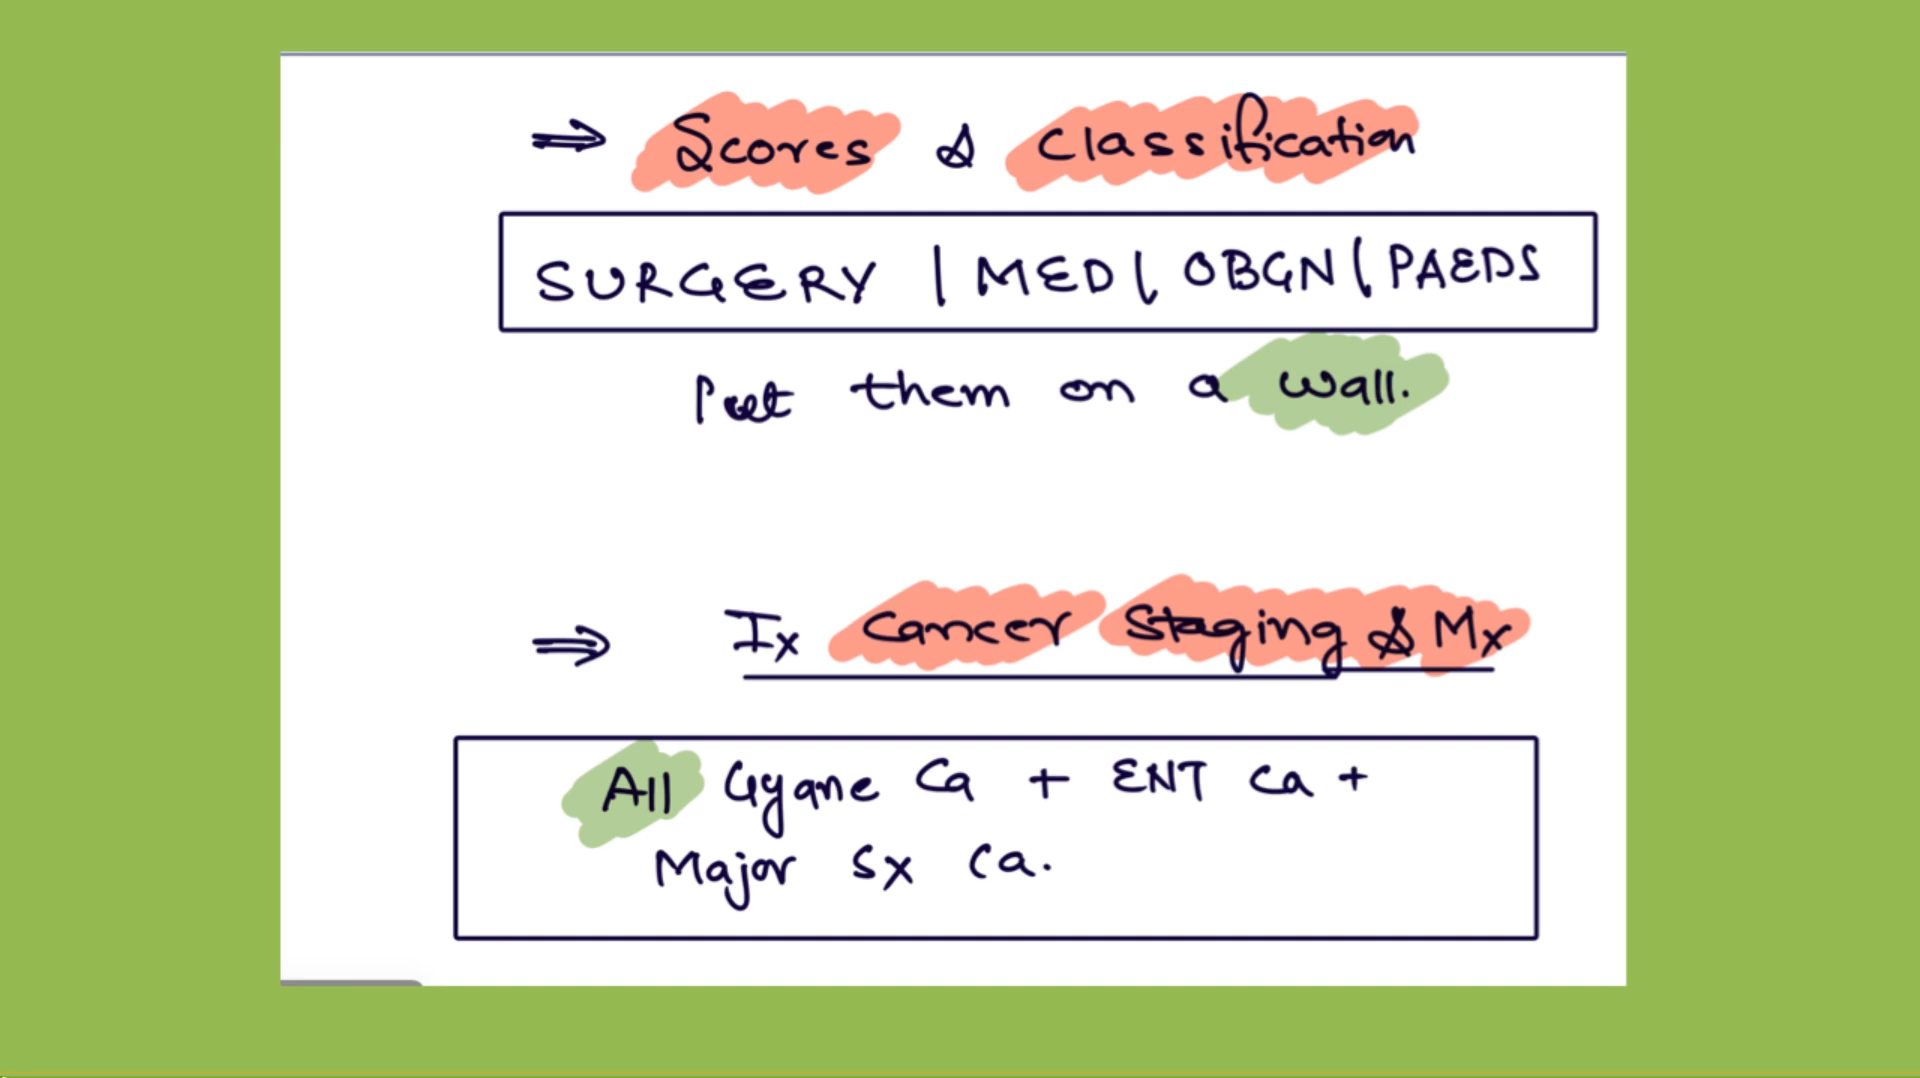 ⇒ Scores & Classification
SURGERY | MED | OBGN | PAEDS
Put them on a Wall.
⇒ Ix Cancer Staging & Mx
All Gynae Ca + ENT Ca +
Major Sx Ca.